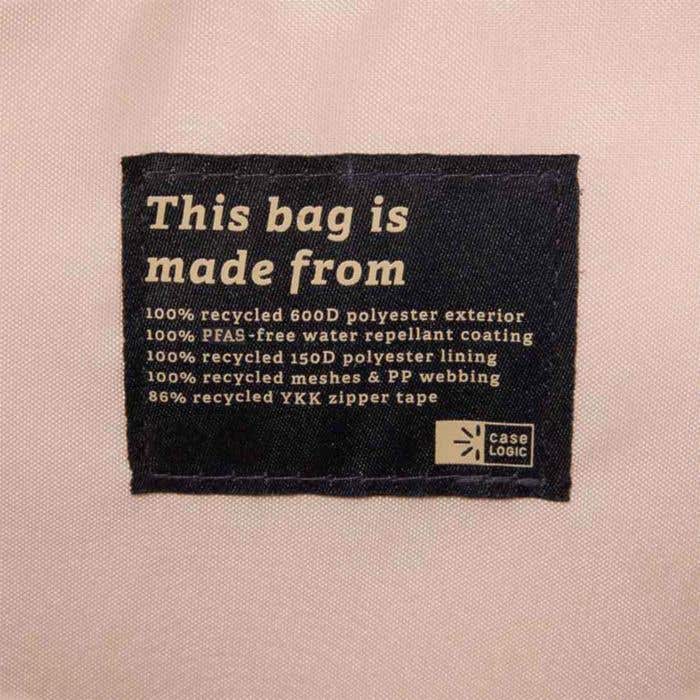 This bag is
made from
100% recycled 600D polyester exterior
100% PFAS-free water repellant coating
100% recycled 150D polyester lining
100% recycled meshes & PP webbing
86% recycled YKK zipper tape
case
LOGIC